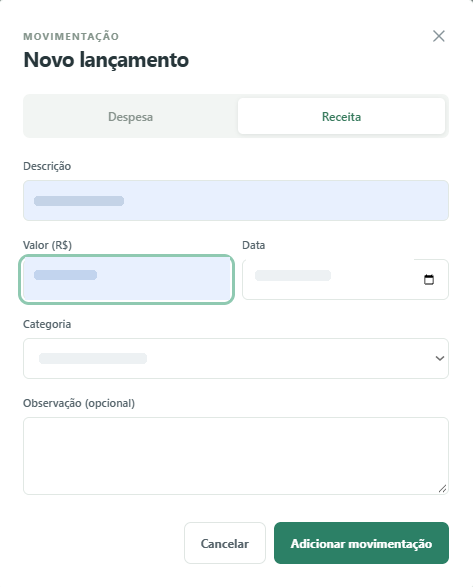 MOVIMENTAÇÃO
Novo lançamento
Despesa
Receita
Descrição
Valor (R$)
Data
Categoria
Observação (opcional)
Cancelar
Adicionar movimentação